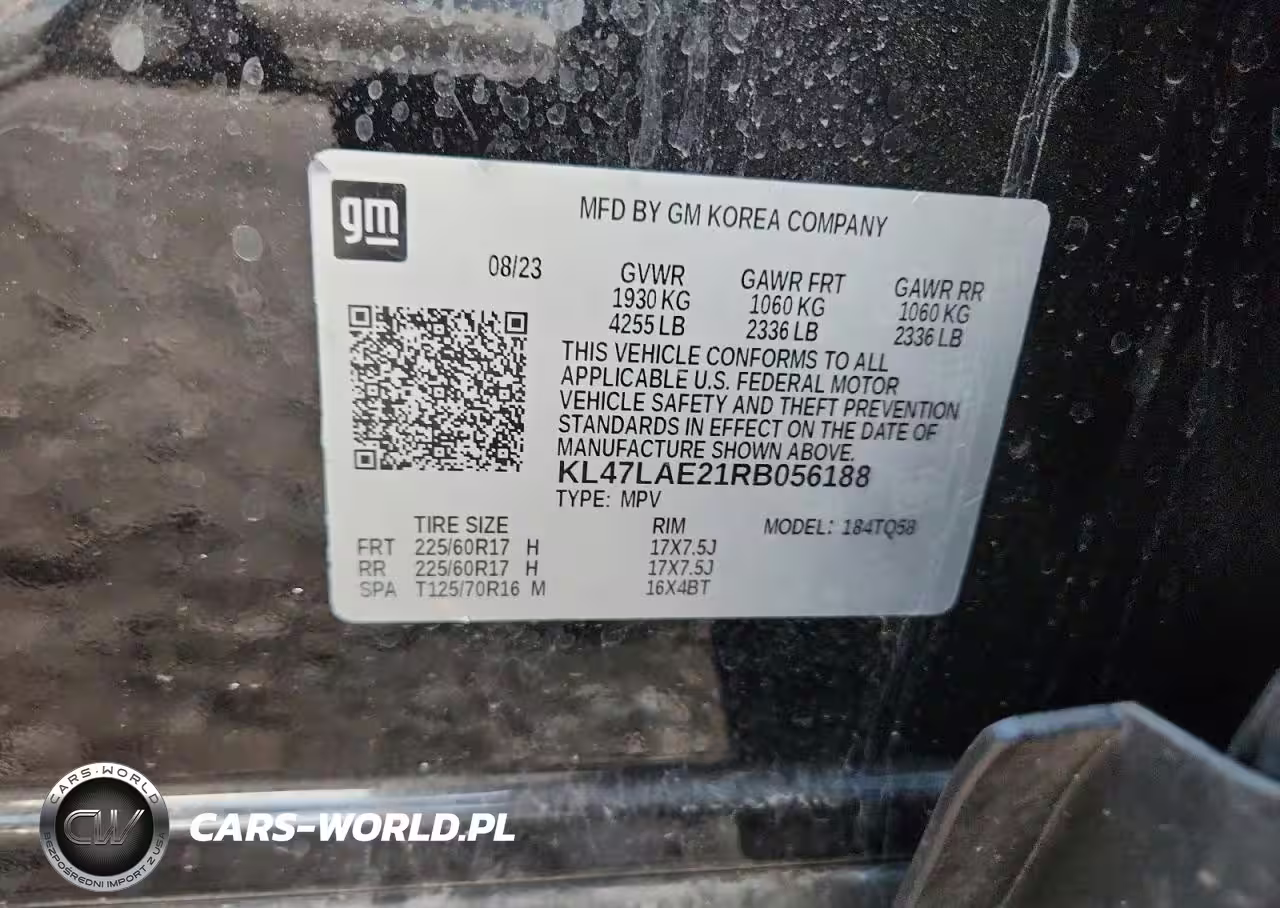 gm
MFD BY GM KOREA COMPANY
08/23
GVWR GAWR FRT GAWR RR
1930 KG 1060 KG 1060 KG
4255 LB 2336 LB 2336 LB
THIS VEHICLE CONFORMS TO ALL
APPLICABLE U.S. FEDERAL MOTOR
VEHICLE SAFETY AND THEFT PREVENTION
STANDARDS IN EFFECT ON THE DATE OF
MANUFACTURE SHOWN ABOVE.
KL47LAE21RB056188
TYPE: MPV
TIRE SIZE RIM MODEL: 184TQ58
FRT 225/60R17 H 17X7.5J
RR 225/60R17 H 17X7.5J
SPA T125/70R16 M 16X4BT
CARS-WORLD
CW
BEZPOŚREDNI IMPORT Z USA
CARS-WORLD.PL